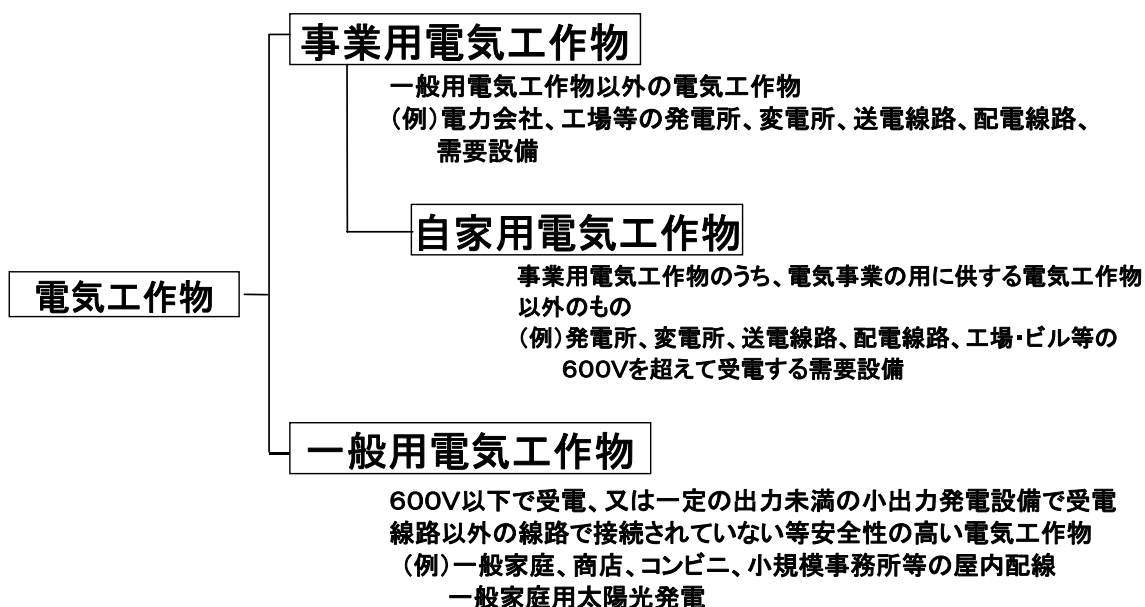 事業用電気工作物
一般用電気工作物以外の電気工作物
(例)電力会社、工場等の発電所、変電所、送電線路、配電線路、
需要設備
自家用電気工作物
事業用電気工作物のうち、電気事業の用に供する電気工作物
以外のもの
(例)発電所、変電所、送電線路、配電線路、工場・ビル等の
600Vを超えて受電する需要設備
電気工作物
一般用電気工作物
600V以下で受電、又は一定の出力未満の小出力発電設備で受電
線路以外の線路で接続されていない等安全性の高い電気工作物
(例)一般家庭、商店、コンビニ、小規模事務所等の屋内配線
一般家庭用太陽光発電